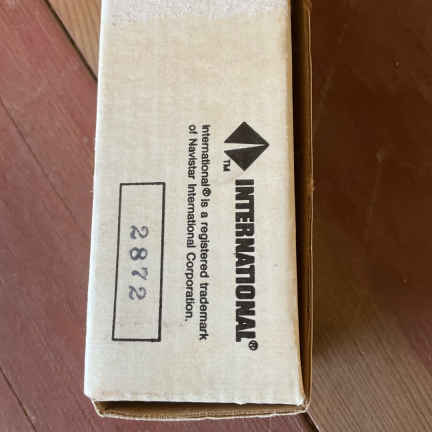 TM
INTERNATIONAL®
International® is a registered trademark
of Navistar International Corporation.
2872